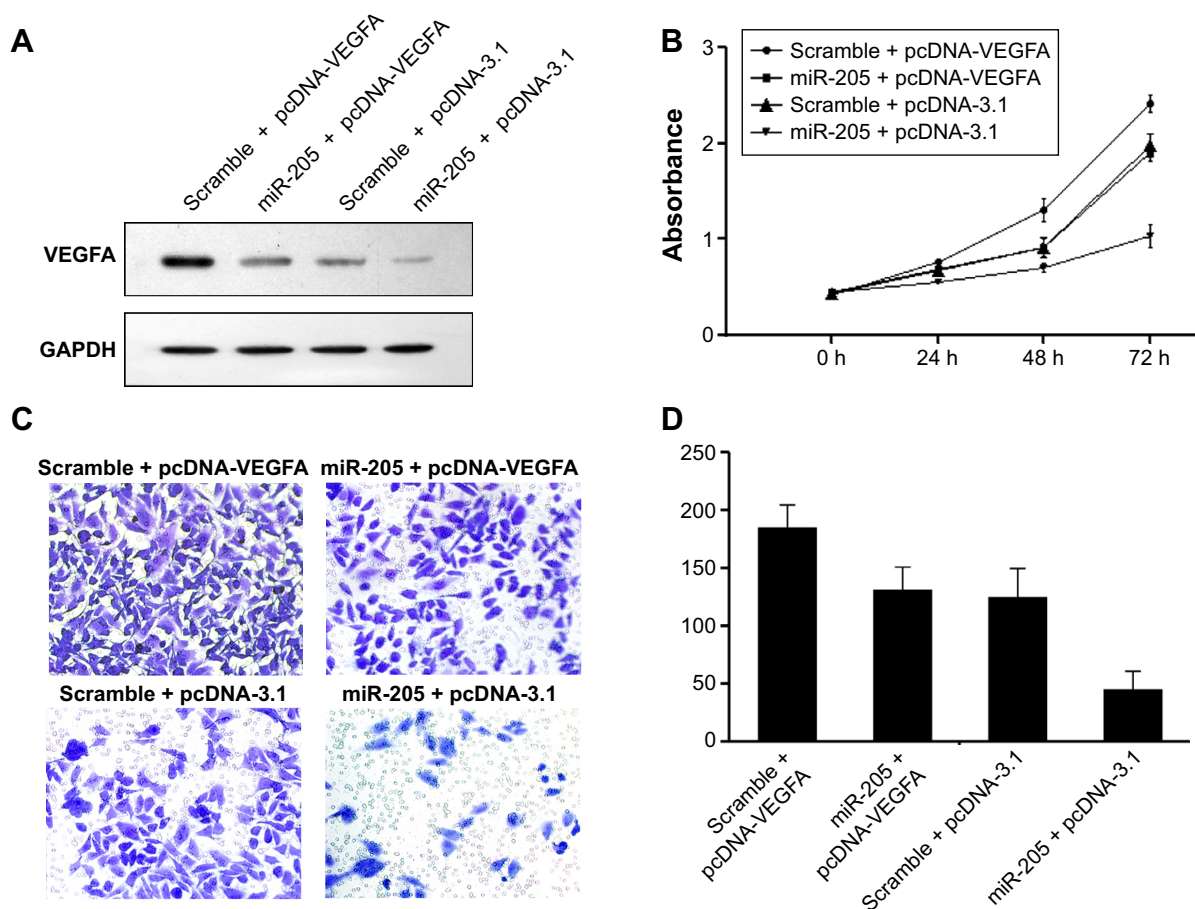 A
Scramble + pcDNA-VEGFA
miR-205 + pcDNA-VEGFA
Scramble + pcDNA-3.1
miR-205 + pcDNA-3.1
VEGFA
GAPDH
B
Scramble + pcDNA-VEGFA
miR-205 + pcDNA-VEGFA
Scramble + pcDNA-3.1
miR-205 + pcDNA-3.1
Absorbance
3
2
1
0
0 h
24 h
48 h
72 h
C
Scramble + pcDNA-VEGFA
miR-205 + pcDNA-VEGFA
Scramble + pcDNA-3.1
miR-205 + pcDNA-3.1
D
250
200
150
100
50
0
Scramble +
pcDNA-VEGFA
miR-205 +
pcDNA-VEGFA
Scramble + pcDNA-3.1
miR-205 + pcDNA-3.1